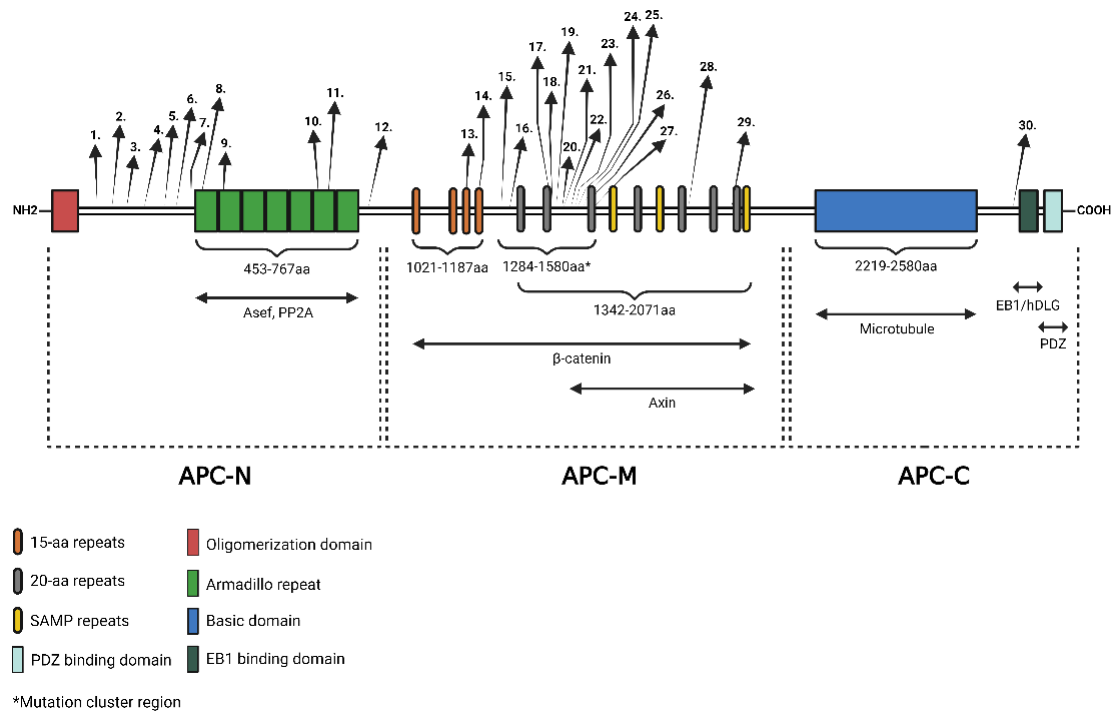 24. 25.
19.
17. 23.
21.
15. 18. 28.
8. 26.
6. 14.
11.
2. 5. 22.
4. 7. 10. 27. 29.
1. 12. 13. 16. 30.
3. 9. 20.
NH2 COOH
453-767aa 1021-1187aa 1284-1580aa* 2219-2580aa
Asef, PP2A 1342-2071aa EB1/hDLG
Microtubule
PDZ
β-catenin
Axin
APC-N APC-M APC-C
15-aa repeats Oligomerization domain
20-aa repeats Armadillo repeat
SAMP repeats Basic domain
PDZ binding domain EB1 binding domain
*Mutation cluster region